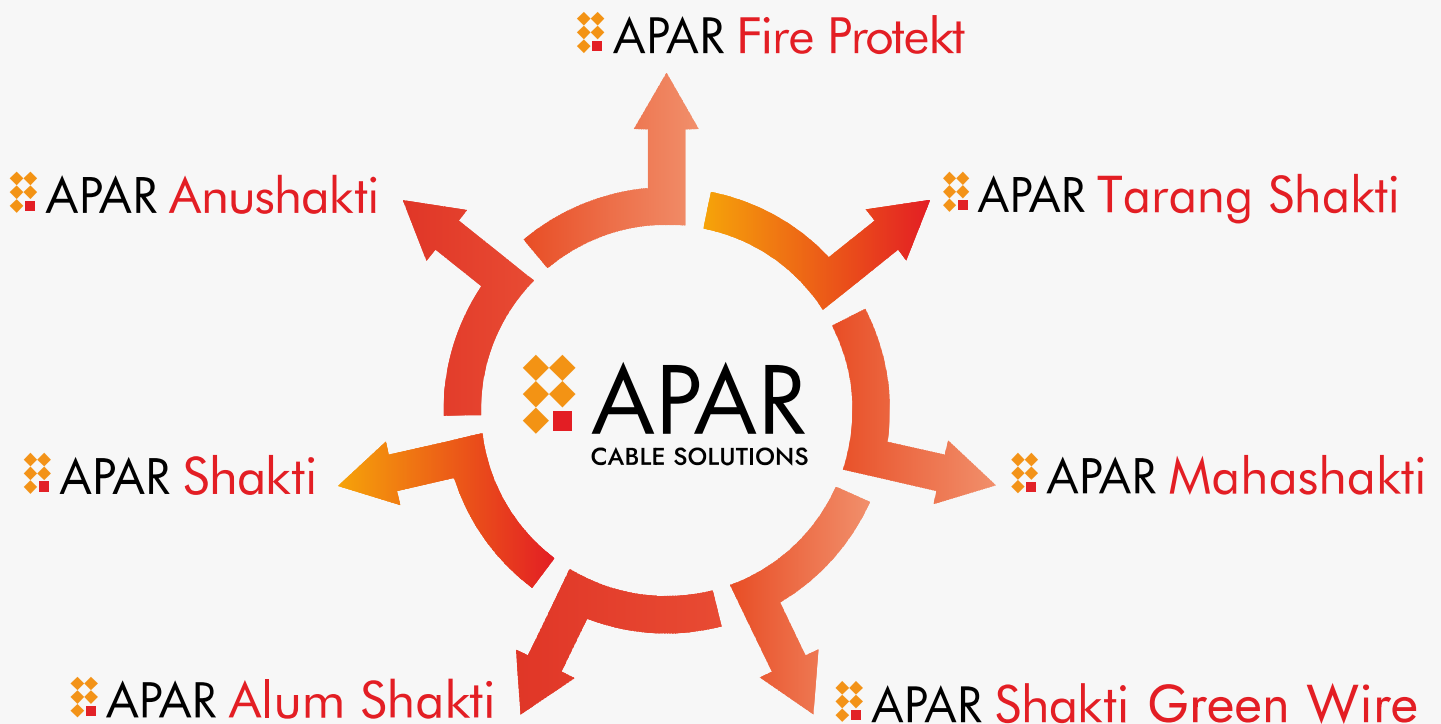 APAR Fire Protekt
APAR Anushakti
APAR Tarang Shakti
APAR
CABLE SOLUTIONS
APAR Shakti
APAR Mahashakti
APAR Alum Shakti
APAR Shakti Green Wire